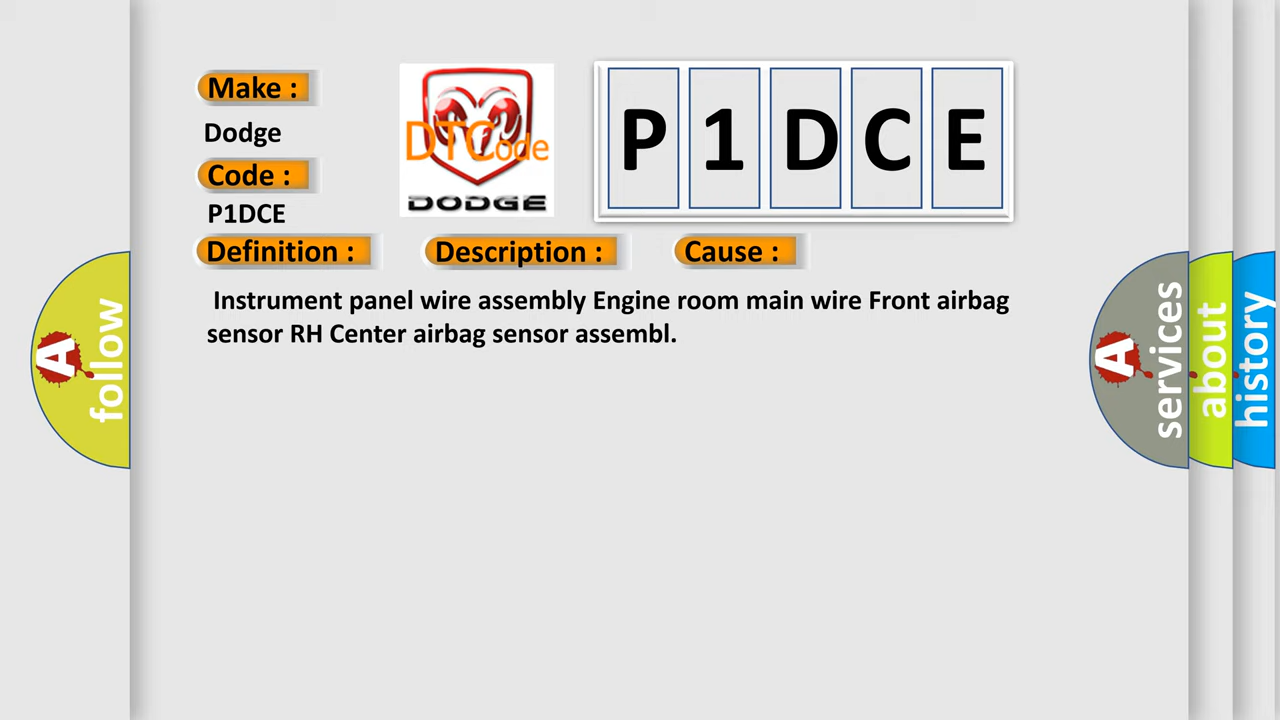 Make :
Dodge
Code :
P1DCE
DTCode
DODGE
P 1 D C E
Definition :
Description :
Cause :
Instrument panel wire assembly Engine room main wire Front airbag
sensor RH Center airbag sensor assembl.
A
follow
A
services
about
history